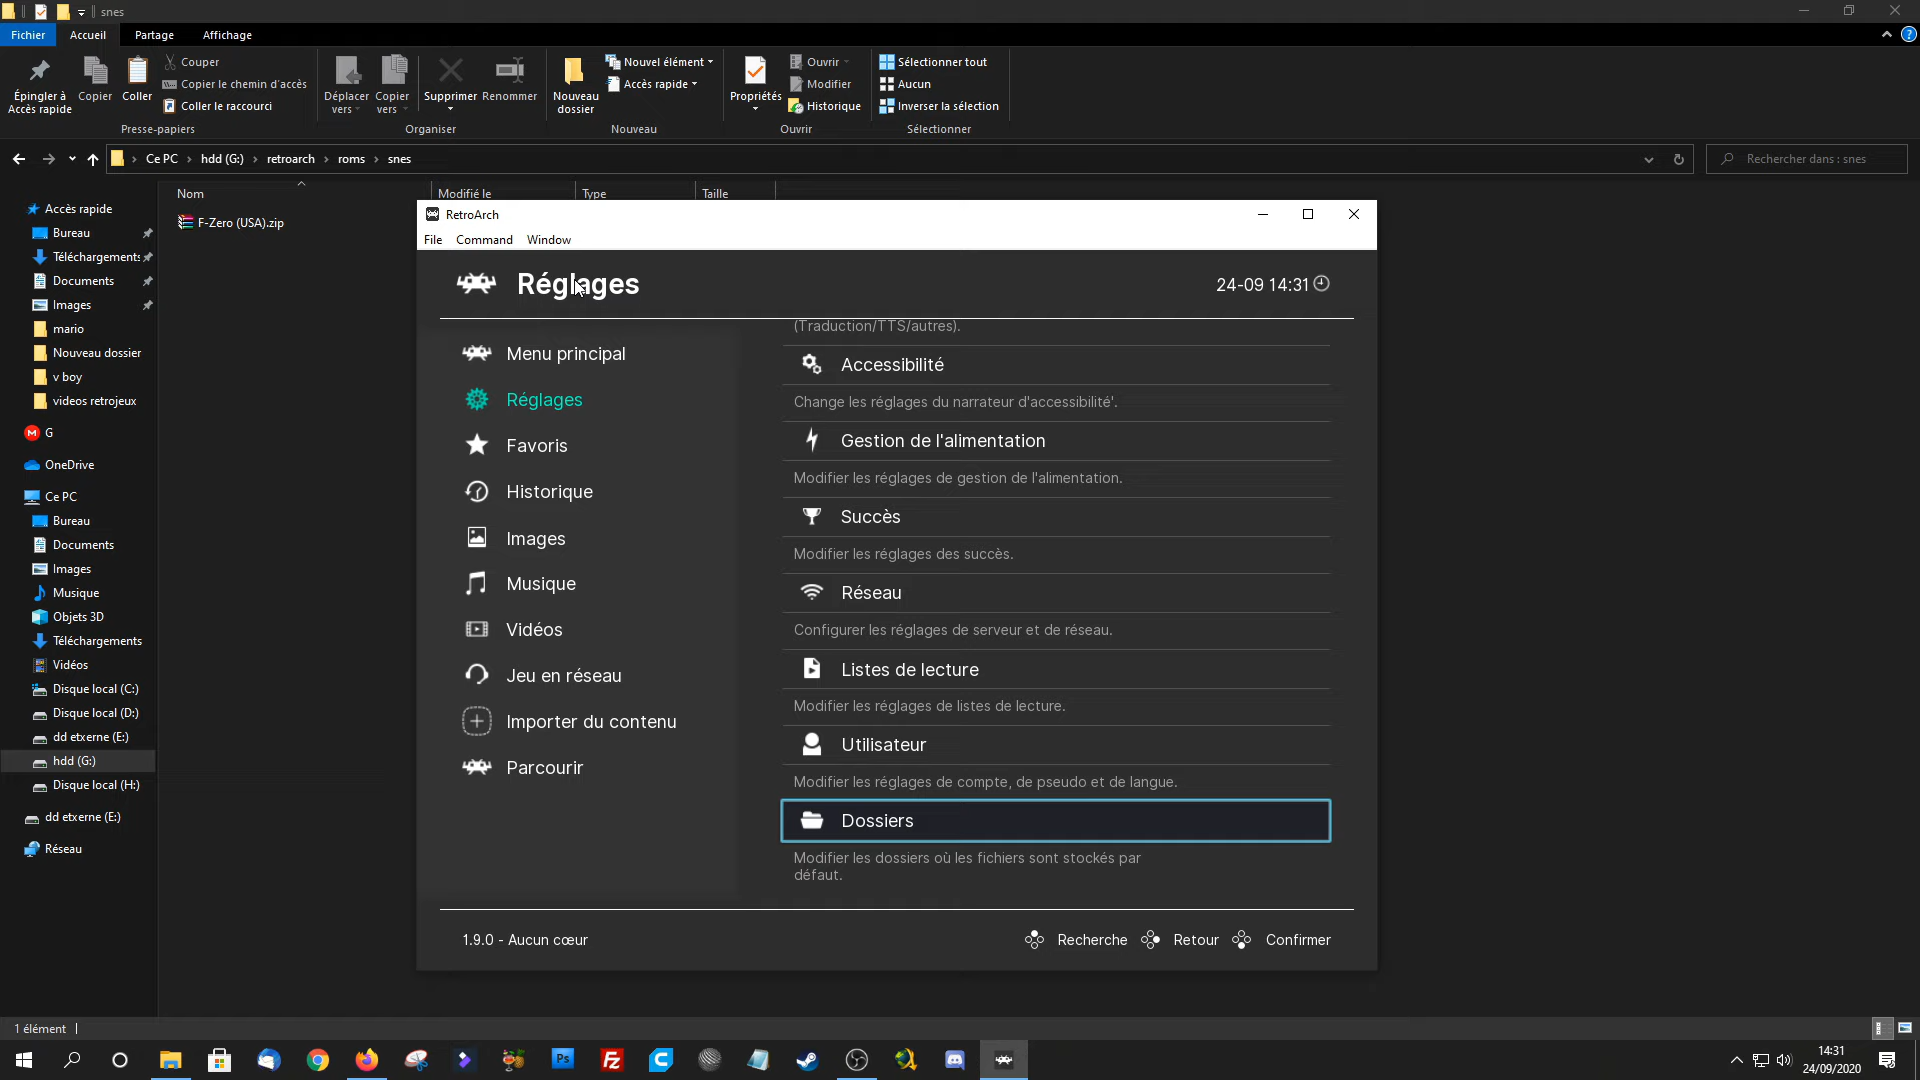 snes
Fichier
Accueil
Partage
Affichage
Épingler à
Accès rapide
Copier
Coller
Couper
Copier le chemin d'accès
Coller le raccourci
Presse-papiers
Déplacer
vers
Copier
vers
Supprimer
Renommer
Organiser
Nouveau
dossier
Nouvel élément
Accès rapide
Nouveau
Propriétés
Ouvrir
Modifier
Historique
Ouvrir
Sélectionner tout
Aucun
Inverser la sélection
Sélectionner
Ce PC > hdd (G:) > retroarch > roms > snes
Rechercher dans : snes
Nom
Modifié le
Type
Taille
F-Zero (USA).zip
Accès rapide
Bureau
Téléchargements
Documents
Images
mario
Nouveau dossier
v boy
videos retrojeux
G
OneDrive
Ce PC
Bureau
Documents
Images
Musique
Objets 3D
Téléchargements
Vidéos
Disque local (C:)
Disque local (D:)
dd etxerne (E:)
hdd (G:)
Disque local (H:)
dd etxerne (E:)
Réseau
1 élément
RetroArch
File Command Window
Réglages
24-09 14:31
Menu principal
Réglages
Favoris
Historique
Images
Musique
Vidéos
Jeu en réseau
Importer du contenu
Parcourir
(Traduction/TTS/autres).
Accessibilité
Change les réglages du narrateur d'accessibilité'.
Gestion de l'alimentation
Modifier les réglages de gestion de l'alimentation.
Succès
Modifier les réglages des succès.
Réseau
Configurer les réglages de serveur et de réseau.
Listes de lecture
Modifier les réglages de listes de lecture.
Utilisateur
Modifier les réglages de compte, de pseudo et de langue.
Dossiers
Modifier les dossiers où les fichiers sont stockés par
défaut.
1.9.0 - Aucun cœur
Recherche
Retour
Confirmer
Ps
Fz
14:31
24/09/2020